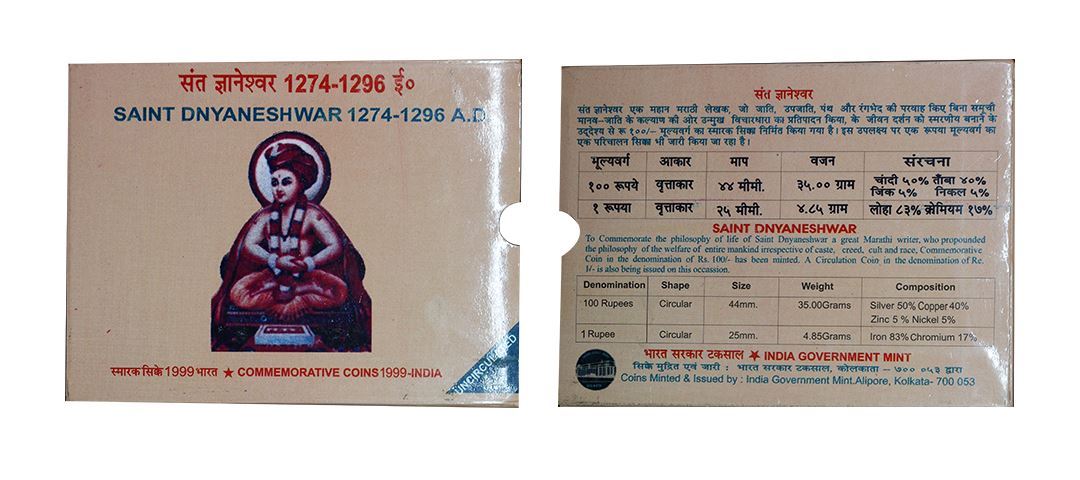 संत ज्ञानेश्वर 1274-1296 ई०
SAINT DNYANESHWAR 1274-1296 A.D
स्मारक सिक्के 1999 भारत ★ COMMEMORATIVE COINS 1999-INDIA
UNCIRCULATED
संत ज्ञानेश्वर
संत ज्ञानेश्वर एक महान मराठी लेखक, जो जाति, उपजाति, पंथ और रंगभेद की परवाह किए बिना समूची
मानव-जाति के कल्याण की ओर उन्मुख विचारधारा का प्रतिपादन किया, के जीवन दर्शन को स्मरणीय बनाने के
उद्देश्य से रू १००/- मूल्यवर्ग का स्मारक सिक्का निर्मित किया गया है। इस उपलक्ष्य पर एक रूपया मूल्यवर्ग का
एक परिचालन सिक्का भी जारी किया जा रहा है।
मूल्यवर्ग आकार माप वजन संरचना
१०० रूपये वृत्ताकार ४४ मीमी. ३५.०० ग्राम चांदी ५०% ताँबा ४०%
जिंक ५% निकल ५%
१ रूपया वृत्ताकार २५ मीमी. ४.८५ ग्राम लोहा ८३% क्रोमियम १७%
SAINT DNYANESHWAR
To Commemorate the philosophy of life of Saint Dnyaneshwar a great Marathi writer, who propounded
the philosophy of the welfare of entire mankind irrespective of caste, creed, cult and race, Commemorative
Coin in the denomination of Rs. 100/- has been minted. A Circulation Coin in the denomination of Re.
1/- is also being issued on this occassion.
Denomination Shape Size Weight Composition
100 Rupees Circular 44mm. 35.00Grams Silver 50% Copper 40%
Zinc 5 % Nickel 5%
1 Rupee Circular 25mm. 4.85Grams Iron 83% Chromium 17%
भारत सरकार टकसाल ★ INDIA GOVERNMENT MINT
सिक्के मुद्रित एवं जारी : भारत सरकार टकसाल, कोलकाता – ७०० ०५३ द्वारा
Coins Minted & Issued by : India Government Mint.Alipore, Kolkata- 700 053